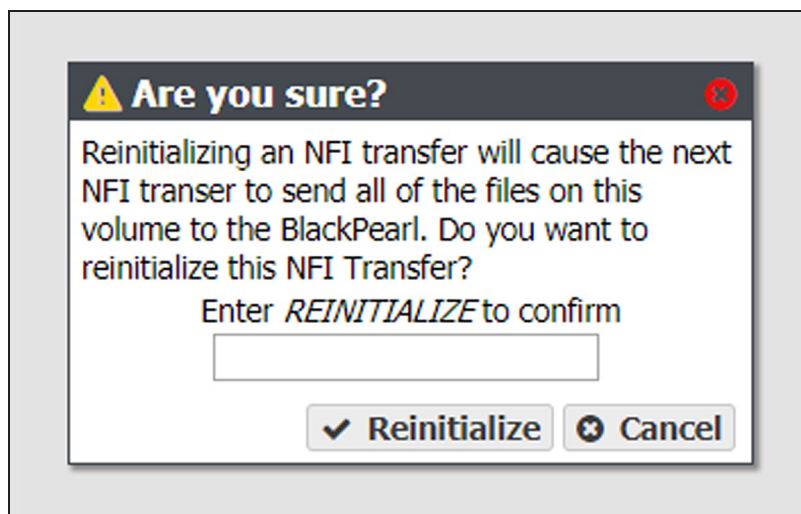 Are you sure?
Reinitializing an NFI transfer will cause the next
NFI transer to send all of the files on this
volume to the BlackPearl. Do you want to
reinitialize this NFI Transfer?
Enter REINITIALIZE to confirm
Reinitialize Cancel